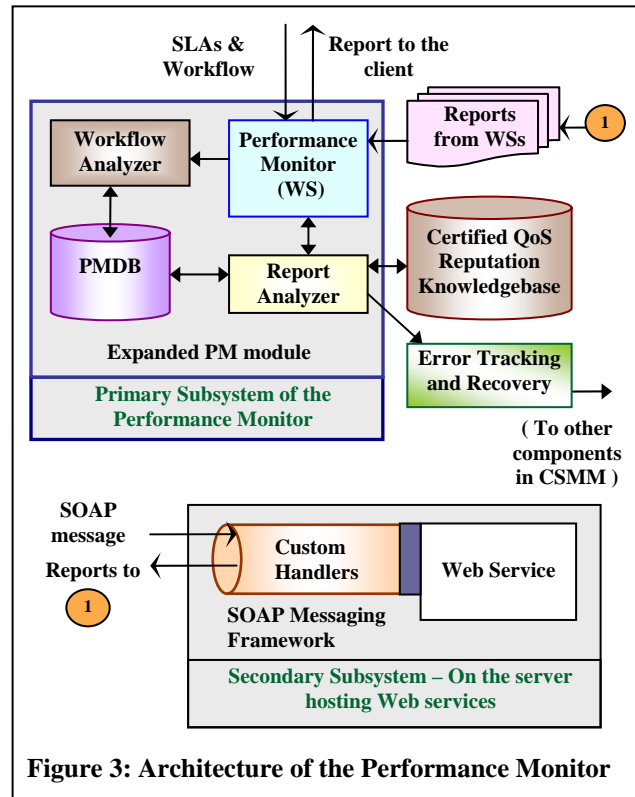 SLAs &
Workflow
Report to the
client
Workflow
Analyzer
Performance
Monitor
(WS)
Reports
from WSs
1
PMDB
Report
Analyzer
Certified QoS
Reputation
Knowledgebase
Expanded PM module
Error Tracking
and Recovery
Primary Subsystem of the
Performance Monitor
( To other
components
in CSMM )
SOAP
message
Reports to
1
Custom
Handlers
Web Service
SOAP Messaging
Framework
Secondary Subsystem – On the server
hosting Web services
Figure 3: Architecture of the Performance Monitor